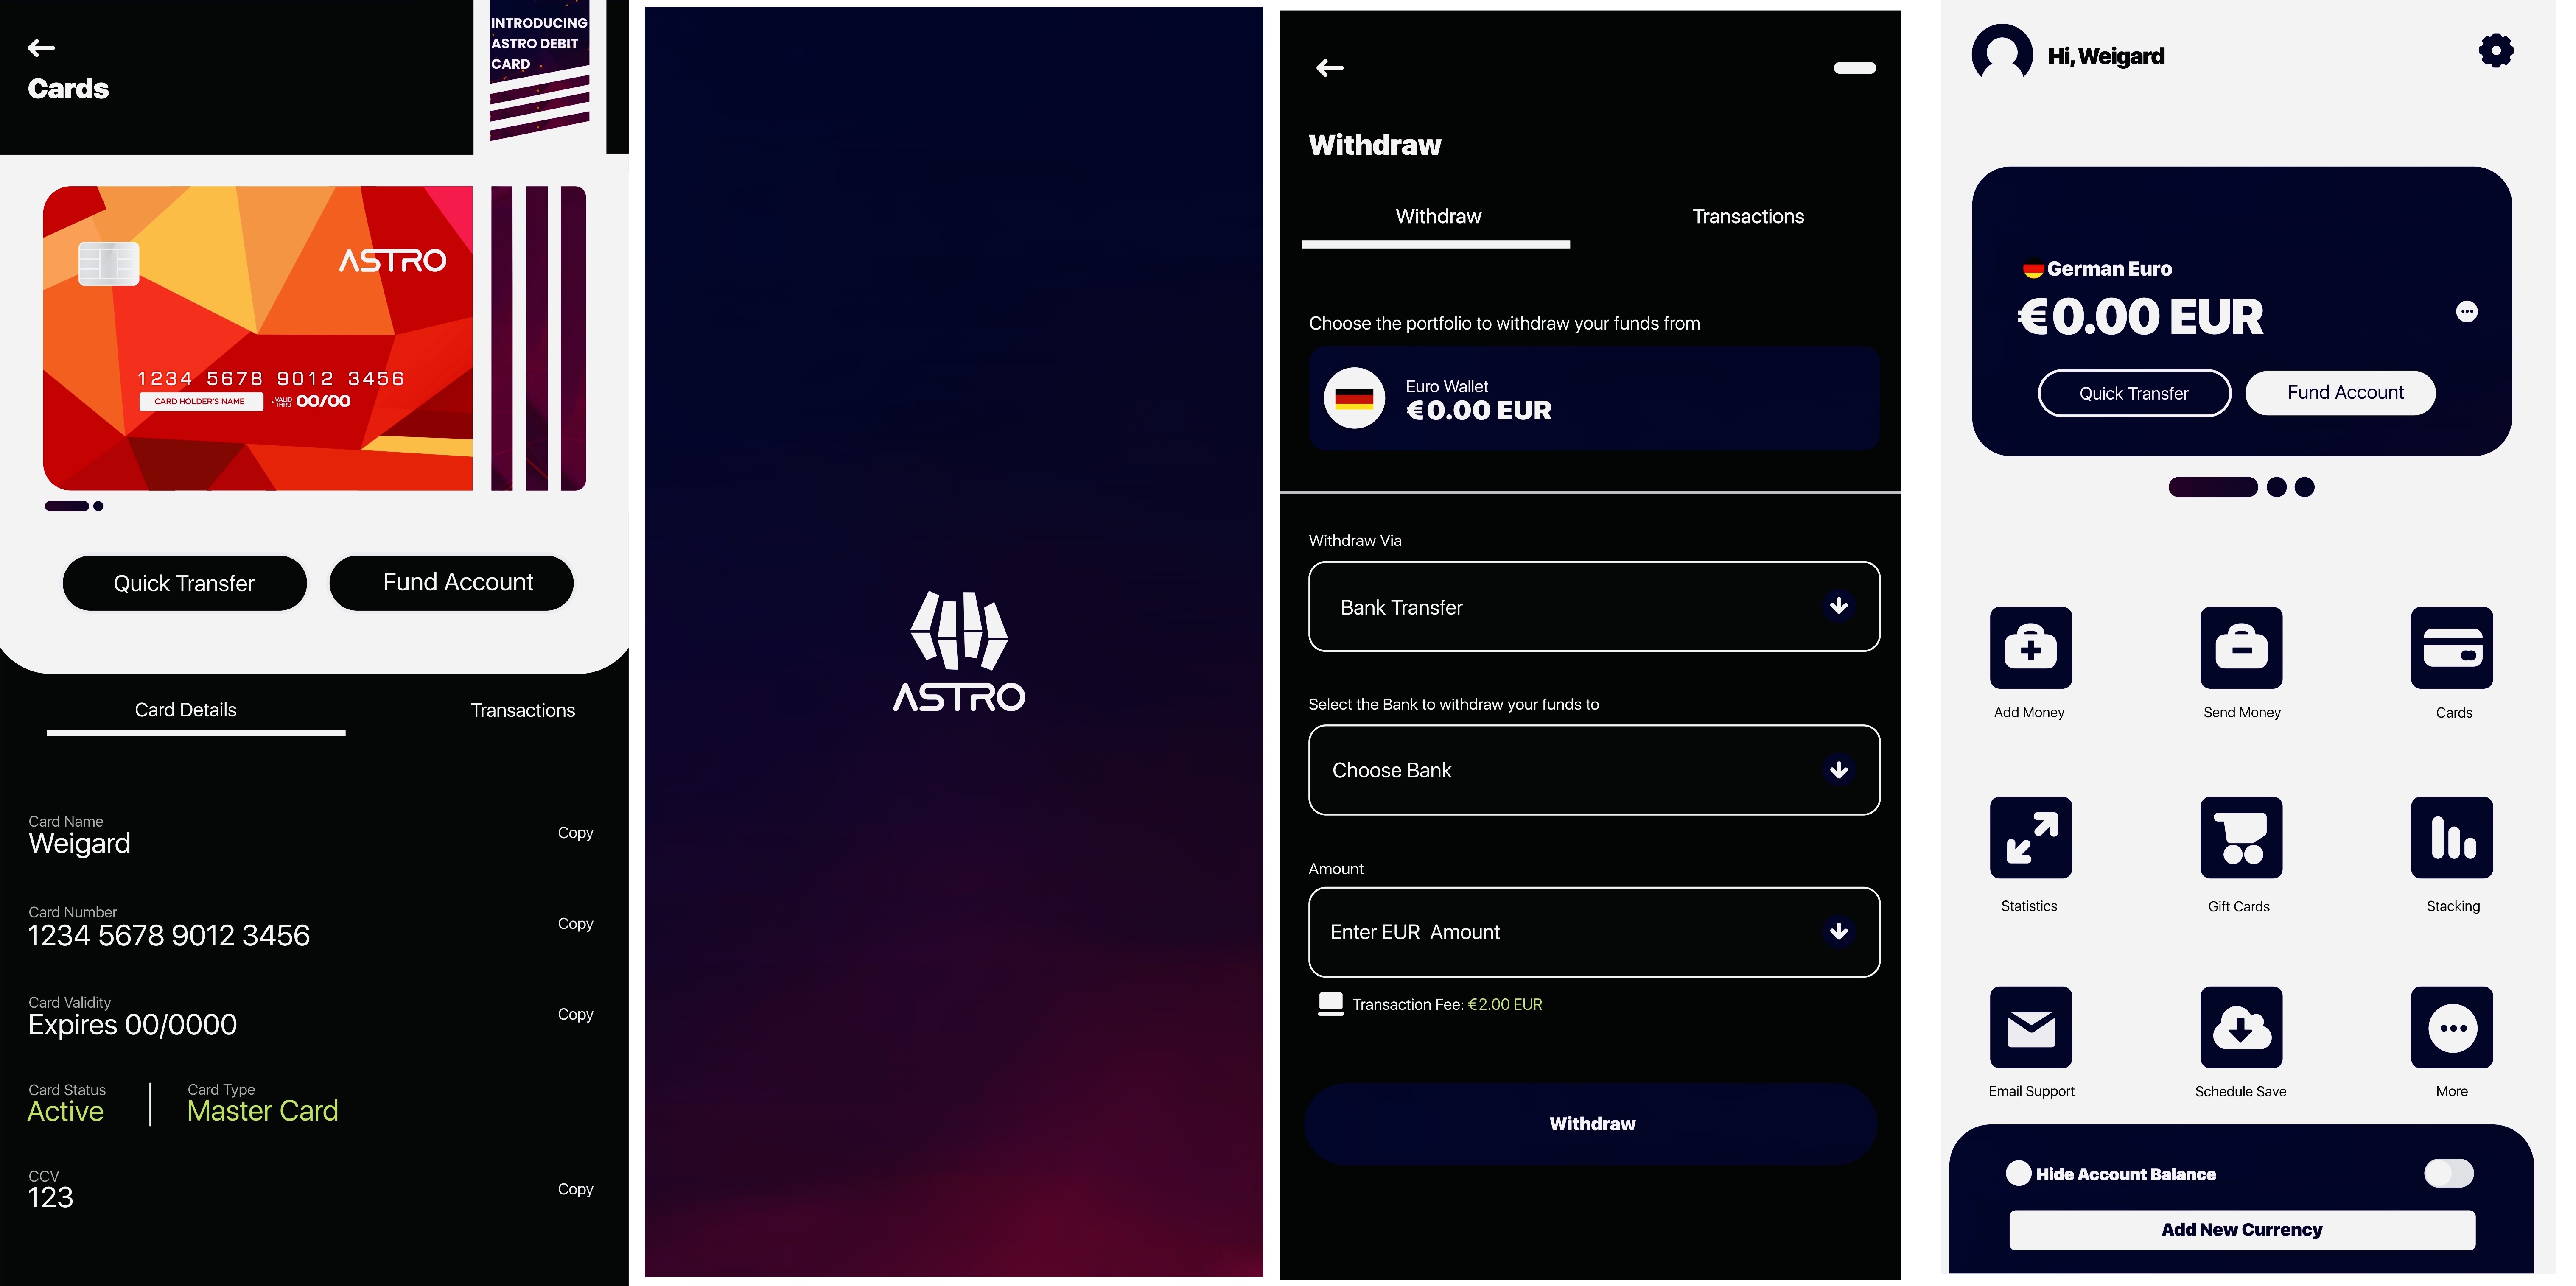 INTRODUCING
ASTRO DEBIT
CARD
Cards
ASTRO
1234 5678 9012 3456
CARD HOLDER'S NAME
VALID
THRU
00/00
Quick Transfer
Fund Account
Card Details
Transactions
Card Name
Weigard
Copy
Card Number
1234 5678 9012 3456
Copy
Card Validity
Expires 00/0000
Copy
Card Status
Active
Card Type
Master Card
CCV
123
Copy
ASTRO
Withdraw
Withdraw
Transactions
Choose the portfolio to withdraw your funds from
Euro Wallet
€0.00 EUR
Withdraw Via
Bank Transfer
Select the Bank to withdraw your funds to
Choose Bank
Amount
Enter EUR Amount
Transaction Fee: €2.00 EUR
Withdraw
Hi, Weigard
German Euro
€0.00 EUR
Quick Transfer
Fund Account
Add Money
Send Money
Cards
Statistics
Gift Cards
Stacking
Email Support
Schedule Save
More
Hide Account Balance
Add New Currency